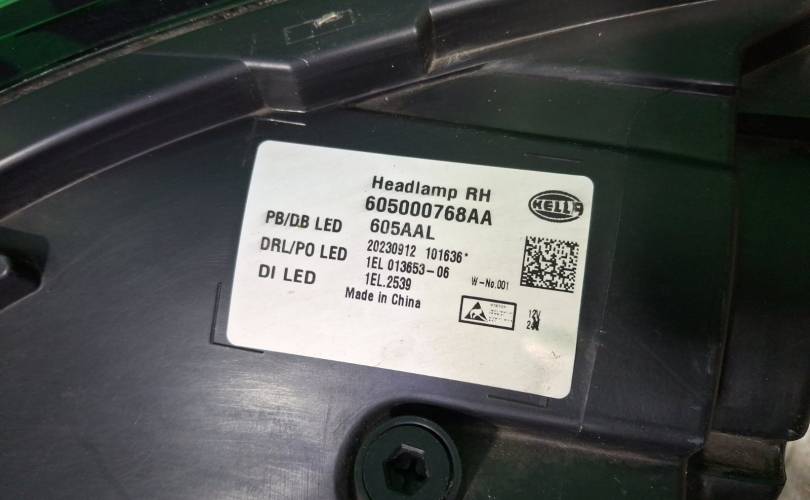 Headlamp RH
605000768AA
HELLA
PB/DB LED 605AAL
DRL/PO LED 20230912 101636*
1EL 013653-06
DI LED 1EL.2539
W-No.001
Made in China
12V